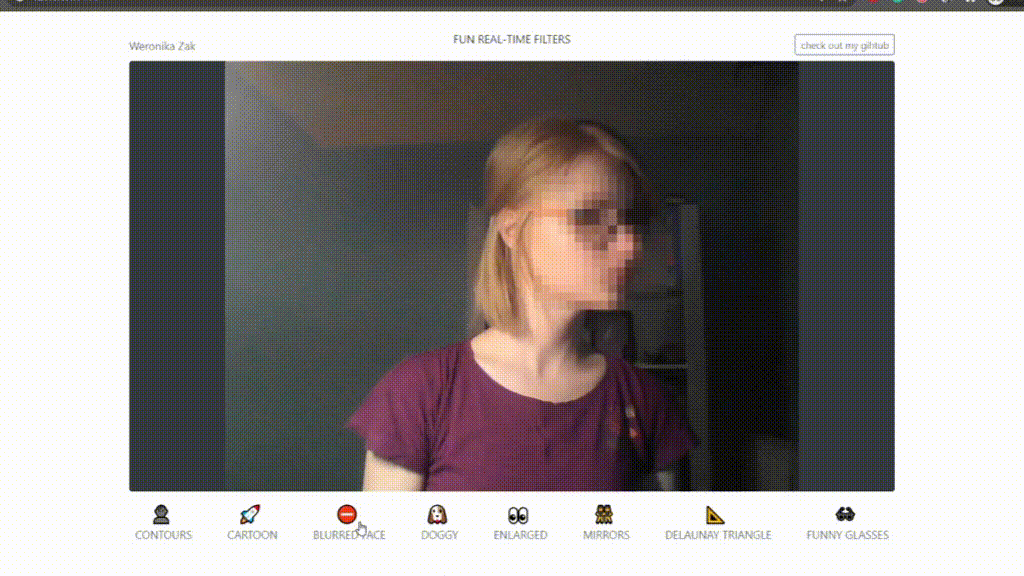 FUN REAL-TIME FILTERS
Weronika Zak
check out my gihtub
CONTOURS
CARTOON
BLURRED FACE
DOGGY
ENLARGED
MIRRORS
DELAUNAY TRIANGLE
FUNNY GLASSES